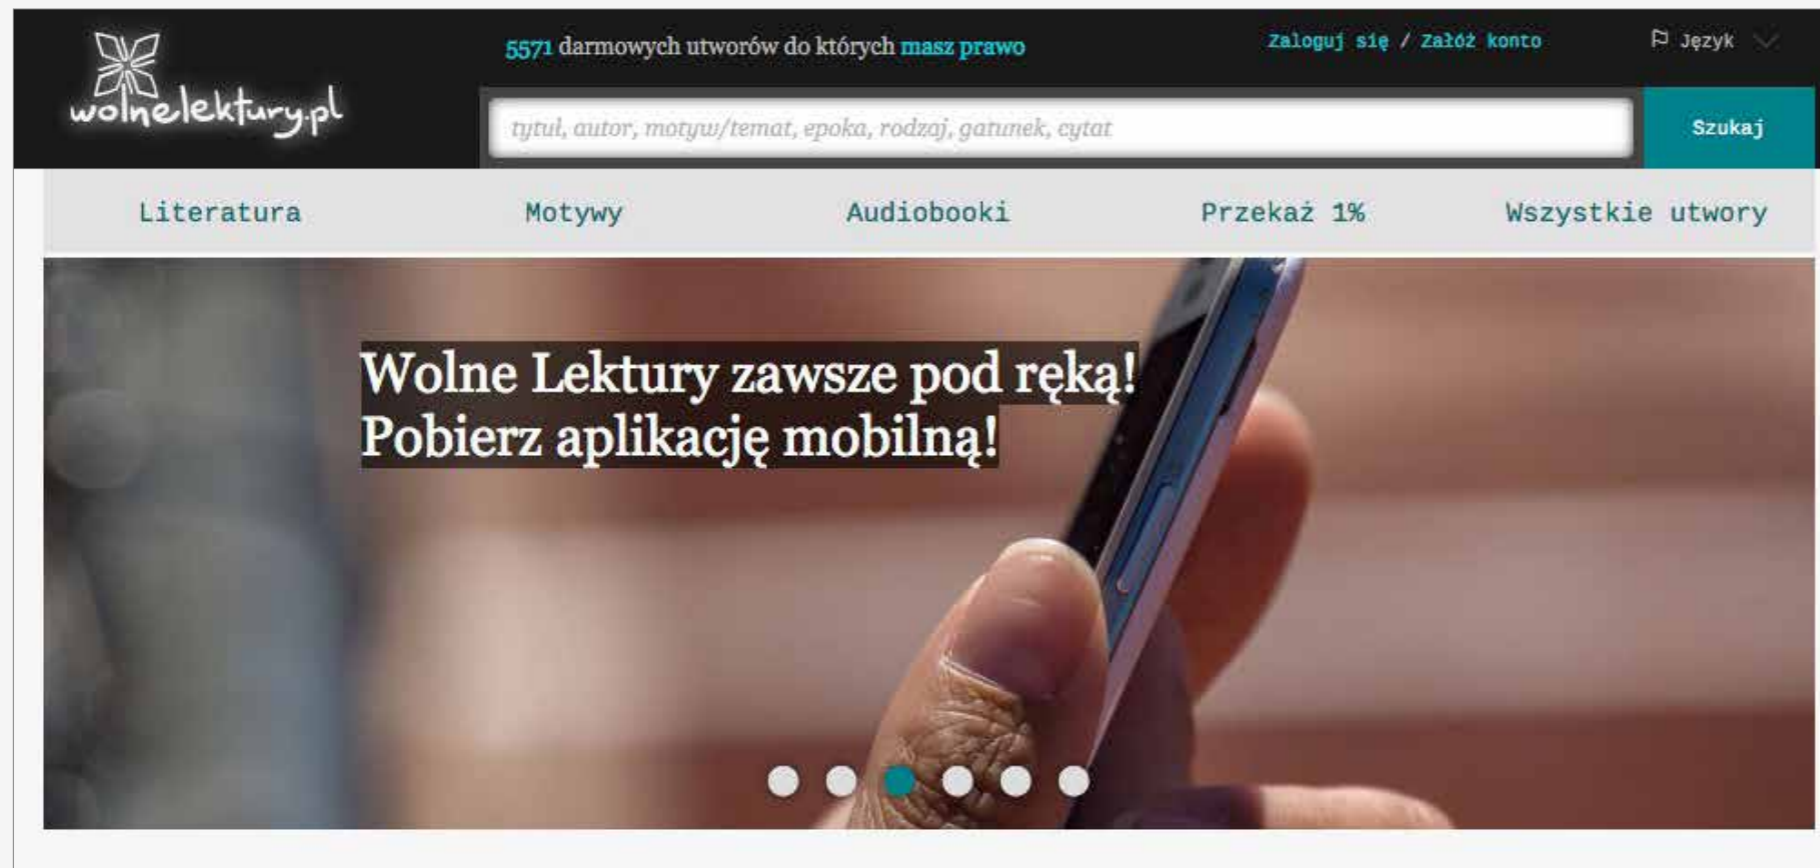 wolnelektury.pl
5571 darmowych utworów do których masz prawo
Zaloguj się / Załóż konto
Język
tytuł, autor, motyw/temat, epoka, rodzaj, gatunek, cytat
Szukaj
Literatura
Motywy
Audiobooki
Przekaż 1%
Wszystkie utwory
Wolne Lektury zawsze pod ręką!
Pobierz aplikację mobilną!